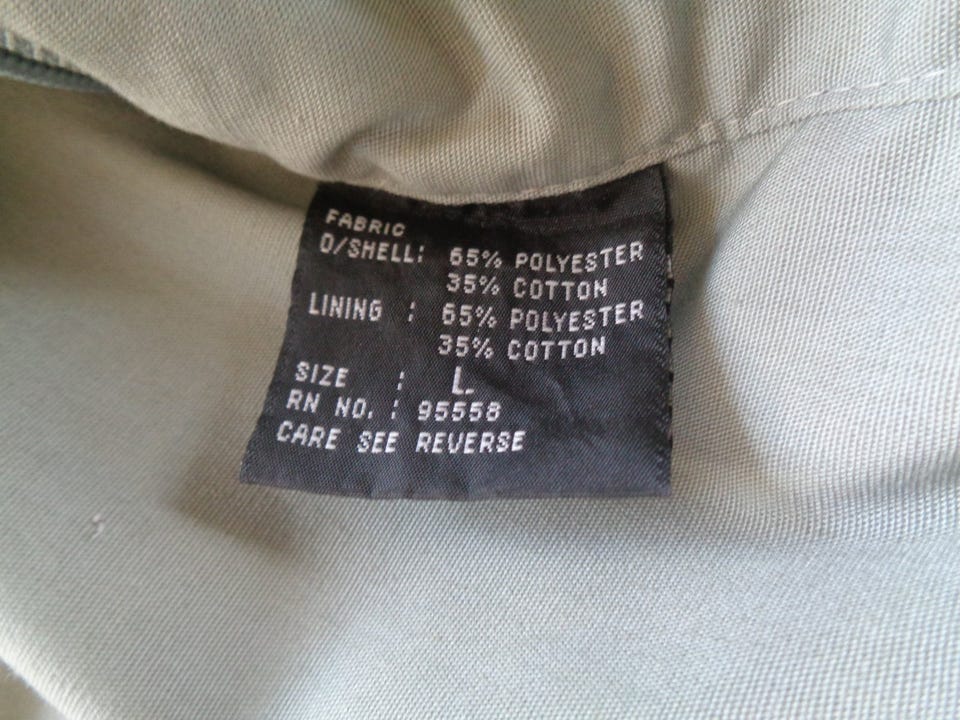 FABRIC
O/SHELL: 65% POLYESTER
35% COTTON
LINING : 65% POLYESTER
35% COTTON
SIZE : L
RN NO. : 95558
CARE SEE REVERSE